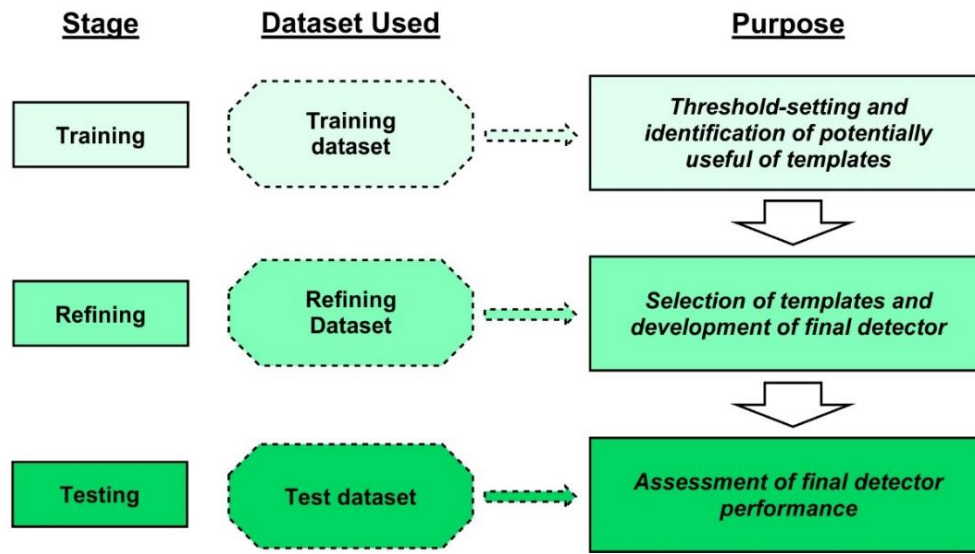 Stage
Dataset Used
Purpose
Training
Training
dataset
Threshold-setting and
identification of potentially
useful of templates
Refining
Refining
Dataset
Selection of templates and
development of final detector
Testing
Test dataset
Assessment of final detector
performance